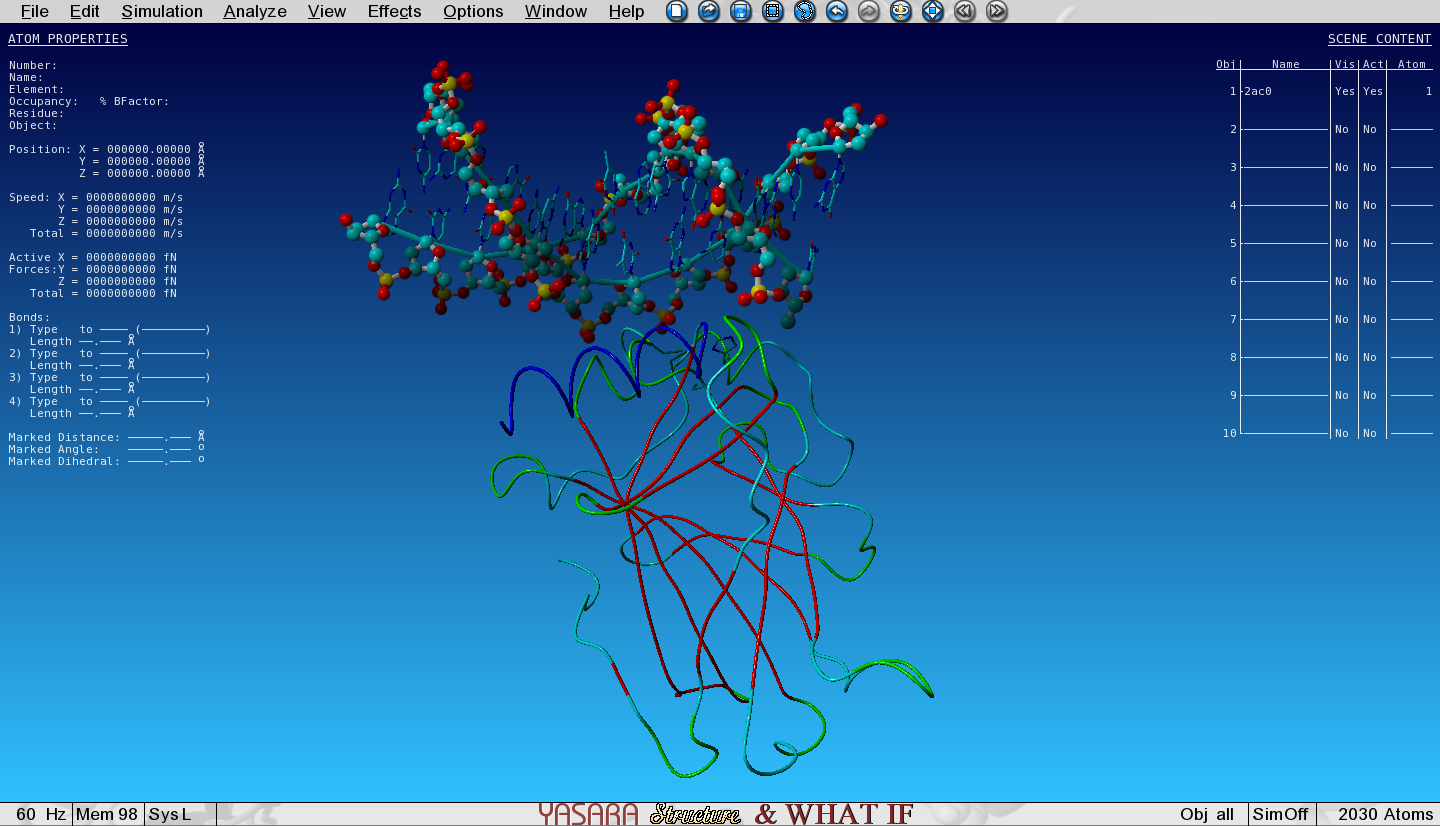 File Edit Simulation Analyze View Effects Options Window Help
ATOM PROPERTIES
Number:
Name:
Element:
Occupancy:   % BFactor:
Residue:
Object:
Position: X = 000000.00000 Å
Y = 000000.00000 Å
Z = 000000.00000 Å
Speed: X = 0000000000 m/s
Y = 0000000000 m/s
Z = 0000000000 m/s
Total = 0000000000 m/s
Active X = 0000000000 fN
Forces:Y = 0000000000 fN
Z = 0000000000 fN
Total = 0000000000 fN
Bonds:
1) Type   to ────_(─────────)
Length ──.─── Å
2) Type   to ────_(─────────)
Length ──.─── Å
3) Type   to ────_(─────────)
Length ──.─── Å
4) Type   to ────_(─────────)
Length ──.─── Å
Marked Distance: ─────.─── Å
Marked Angle:    ─────.─── º
Marked Dihedral: ─────.─── º
SCENE CONTENT
Obj Name Vis Act Atom
1 2ac0 Yes Yes 1
2 No No
3 No No
4 No No
5 No No
6 No No
7 No No
8 No No
9 No No
10 No No
60 Hz Mem 98 Sys L YASARA Structure & WHAT IF Obj all SimOff 2030 Atoms